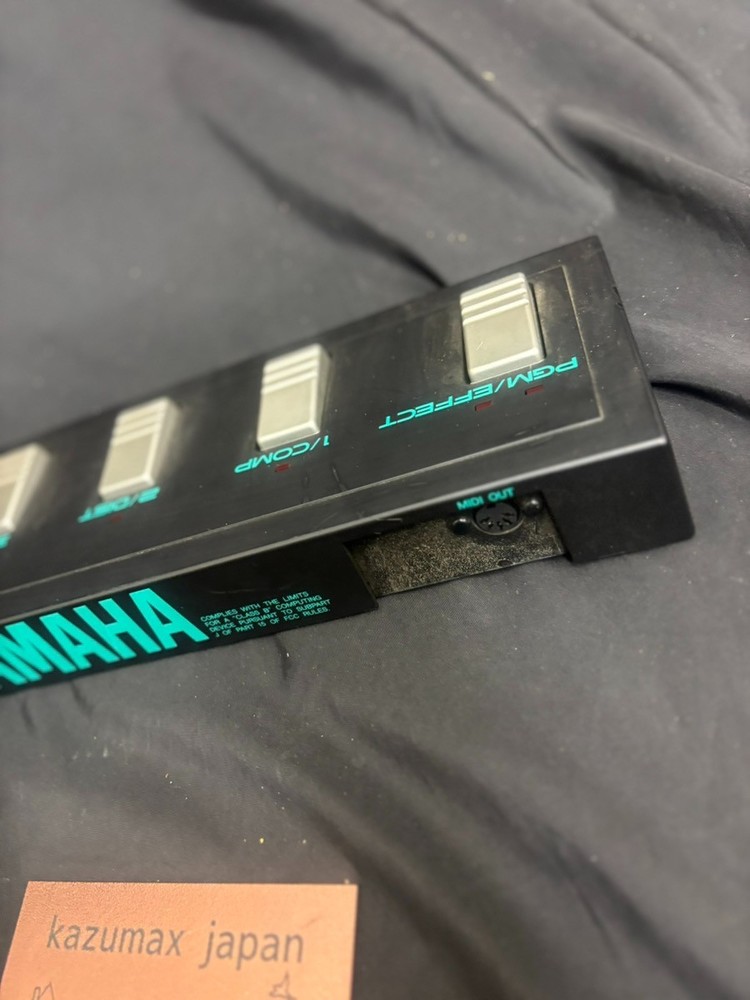 PGM/EFFECT
1/COMP
2/DIST
MIDI OUT
AMAHA
COMPLIES WITH THE LIMITS
FOR A "CLASS B" COMPUTING
DEVICE PURSUANT TO SUBPART
J OF PART 15 OF FCC RULES
kazumax japan